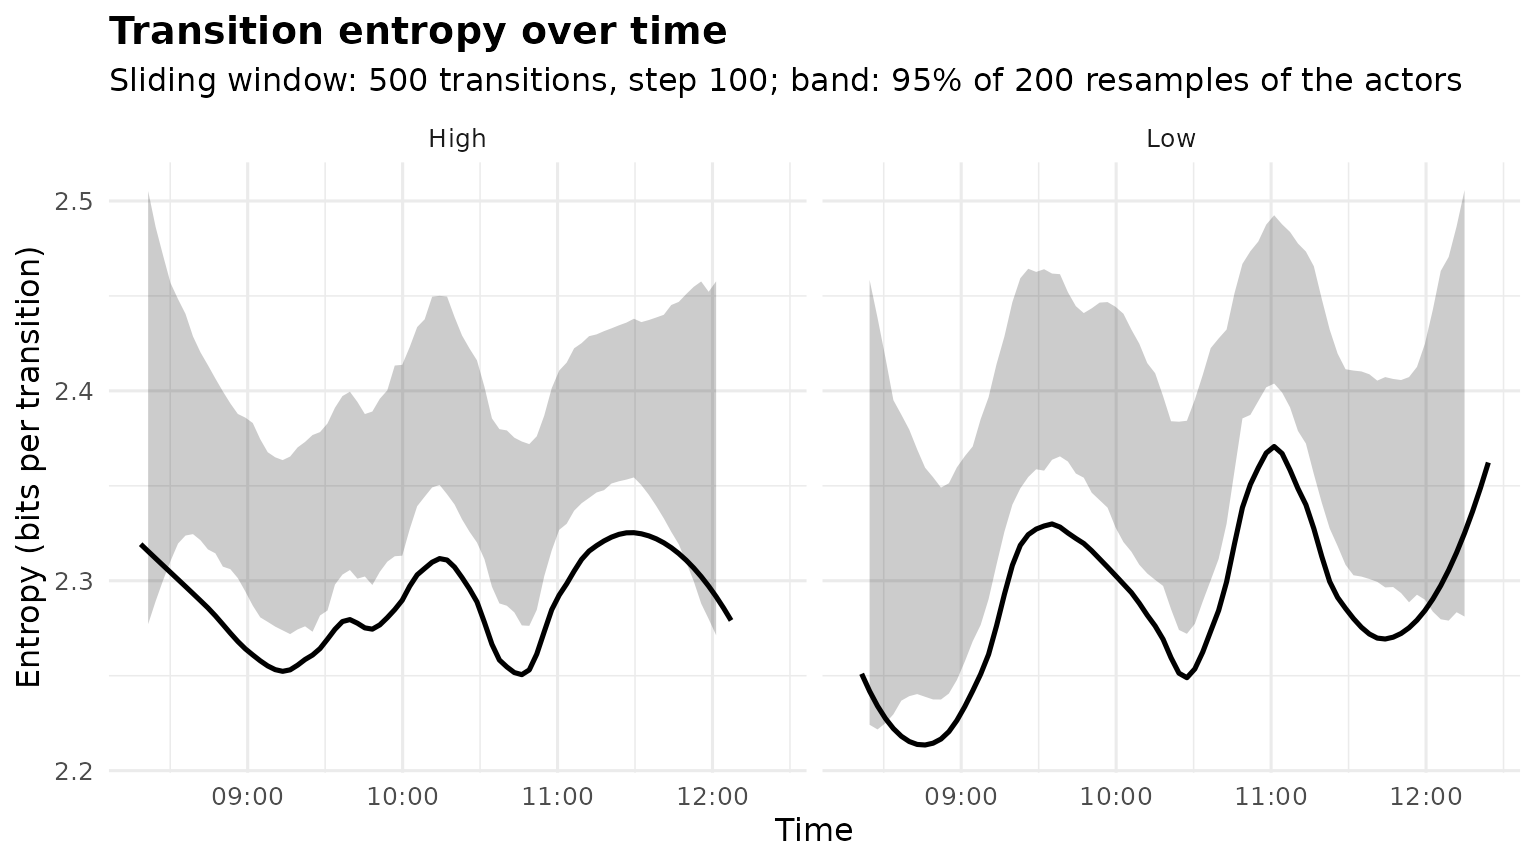 Transition entropy over time
Sliding window: 500 transitions, step 100; band: 95% of 200 resamples of the actors
High
Low
Entropy (bits per transition)
2.5
2.4
2.3
2.2
09:00 10:00 11:00 12:00
09:00 10:00 11:00 12:00
Time